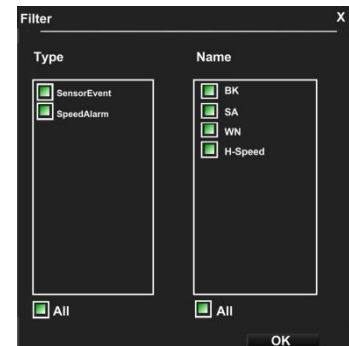 Filter X
Type Name
SensorEvent BK
SpeedAlarm SA
WN
H-Speed
All All
OK